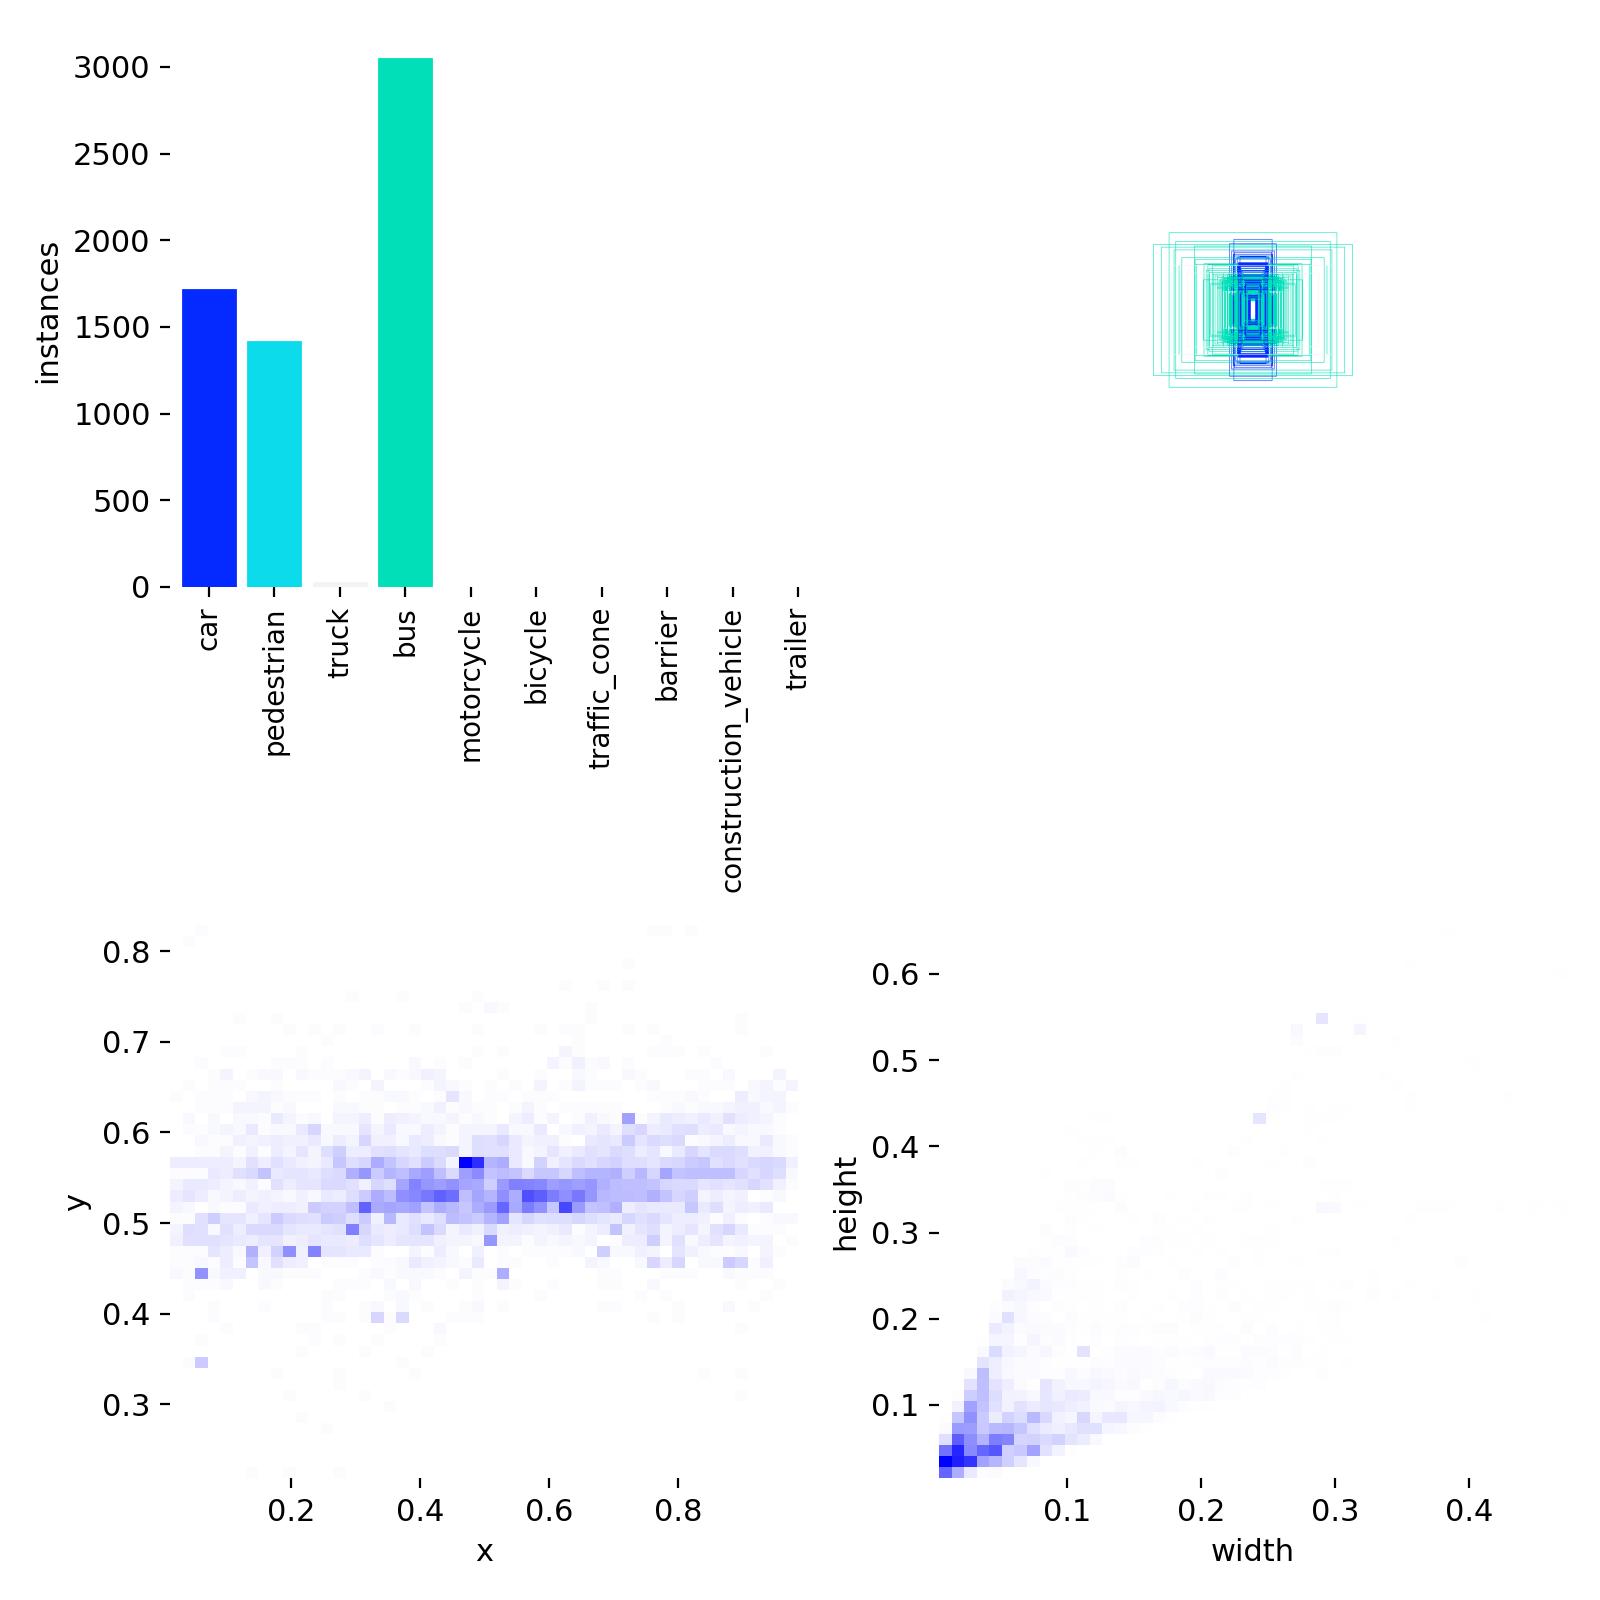 3000
2500
2000
1500
1000
500
0
instances
car
pedestrian
truck
bus
motorcycle
bicycle
traffic_cone
barrier
construction_vehicle
trailer
0.8
0.7
0.6
0.5
0.4
0.3
y
0.2
0.4
0.6
0.8
x
0.6
0.5
0.4
0.3
0.2
0.1
height
0.1
0.2
0.3
0.4
width